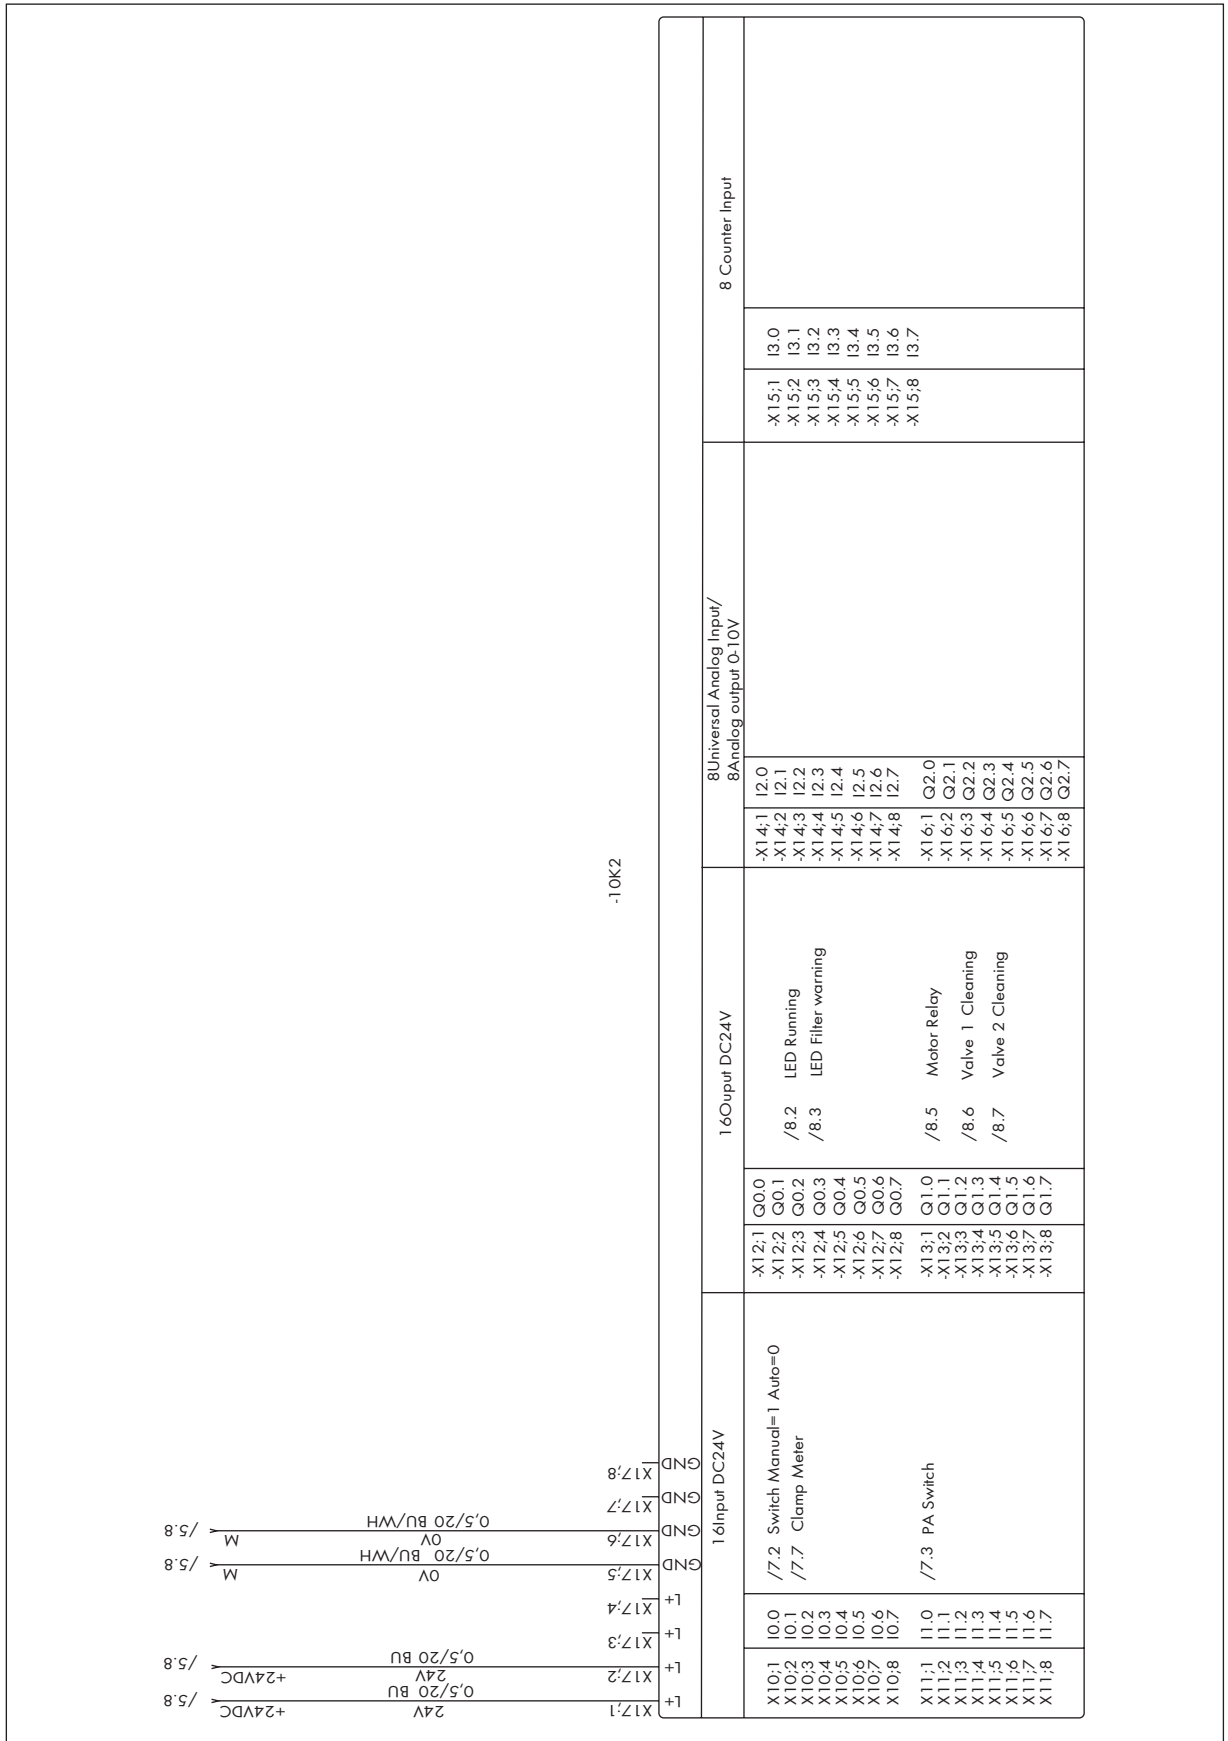 -10K2
/5.8 +24VDC 24V 0,5/20 BU X17;1 L+
/5.8 +24VDC 24V 0,5/20 BU X17;2 L+
X17;3 L+
X17;4 L+
/5.8 M 0V 0,5/20 BU/WH X17;5 GND
/5.8 M 0V 0,5/20 BU/WH X17;6 GND
X17;7 GND
X17;8 GND
16Input DC24V
X10;1 I0.0 /7.2 Switch Manual=1 Auto=0
X10;2 I0.1 /7.7 Clamp Meter
X10;3 I0.2
X10;4 I0.3
X10;5 I0.4
X10;6 I0.5
X10;7 I0.6
X10;8 I0.7
X11;1 I1.0 /7.3 PA Switch
X11;2 I1.1
X11;3 I1.2
X11;4 I1.3
X11;5 I1.4
X11;6 I1.5
X11;7 I1.6
X11;8 I1.7
16Ouput DC24V
-X12;1 Q0.0
-X12;2 Q0.1
-X12;3 Q0.2 /8.2 LED Running
-X12;4 Q0.3 /8.3 LED Filter warning
-X12;5 Q0.4
-X12;6 Q0.5
-X12;7 Q0.6
-X12;8 Q0.7
-X13;1 Q1.0 /8.5 Motor Relay
-X13;2 Q1.1
-X13;3 Q1.2 /8.6 Valve 1 Cleaning
-X13;4 Q1.3
-X13;5 Q1.4 /8.7 Valve 2 Cleaning
-X13;6 Q1.5
-X13;7 Q1.6
-X13;8 Q1.7
8Universal Analog Input/
8Analog output 0-10V
-X14;1 I2.0
-X14;2 I2.1
-X14;3 I2.2
-X14;4 I2.3
-X14;5 I2.4
-X14;6 I2.5
-X14;7 I2.6
-X14;8 I2.7
-X16;1 Q2.0
-X16;2 Q2.1
-X16;3 Q2.2
-X16;4 Q2.3
-X16;5 Q2.4
-X16;6 Q2.5
-X16;7 Q2.6
-X16;8 Q2.7
8 Counter Input
-X15;1 I3.0
-X15;2 I3.1
-X15;3 I3.2
-X15;4 I3.3
-X15;5 I3.4
-X15;6 I3.5
-X15;7 I3.6
-X15;8 I3.7